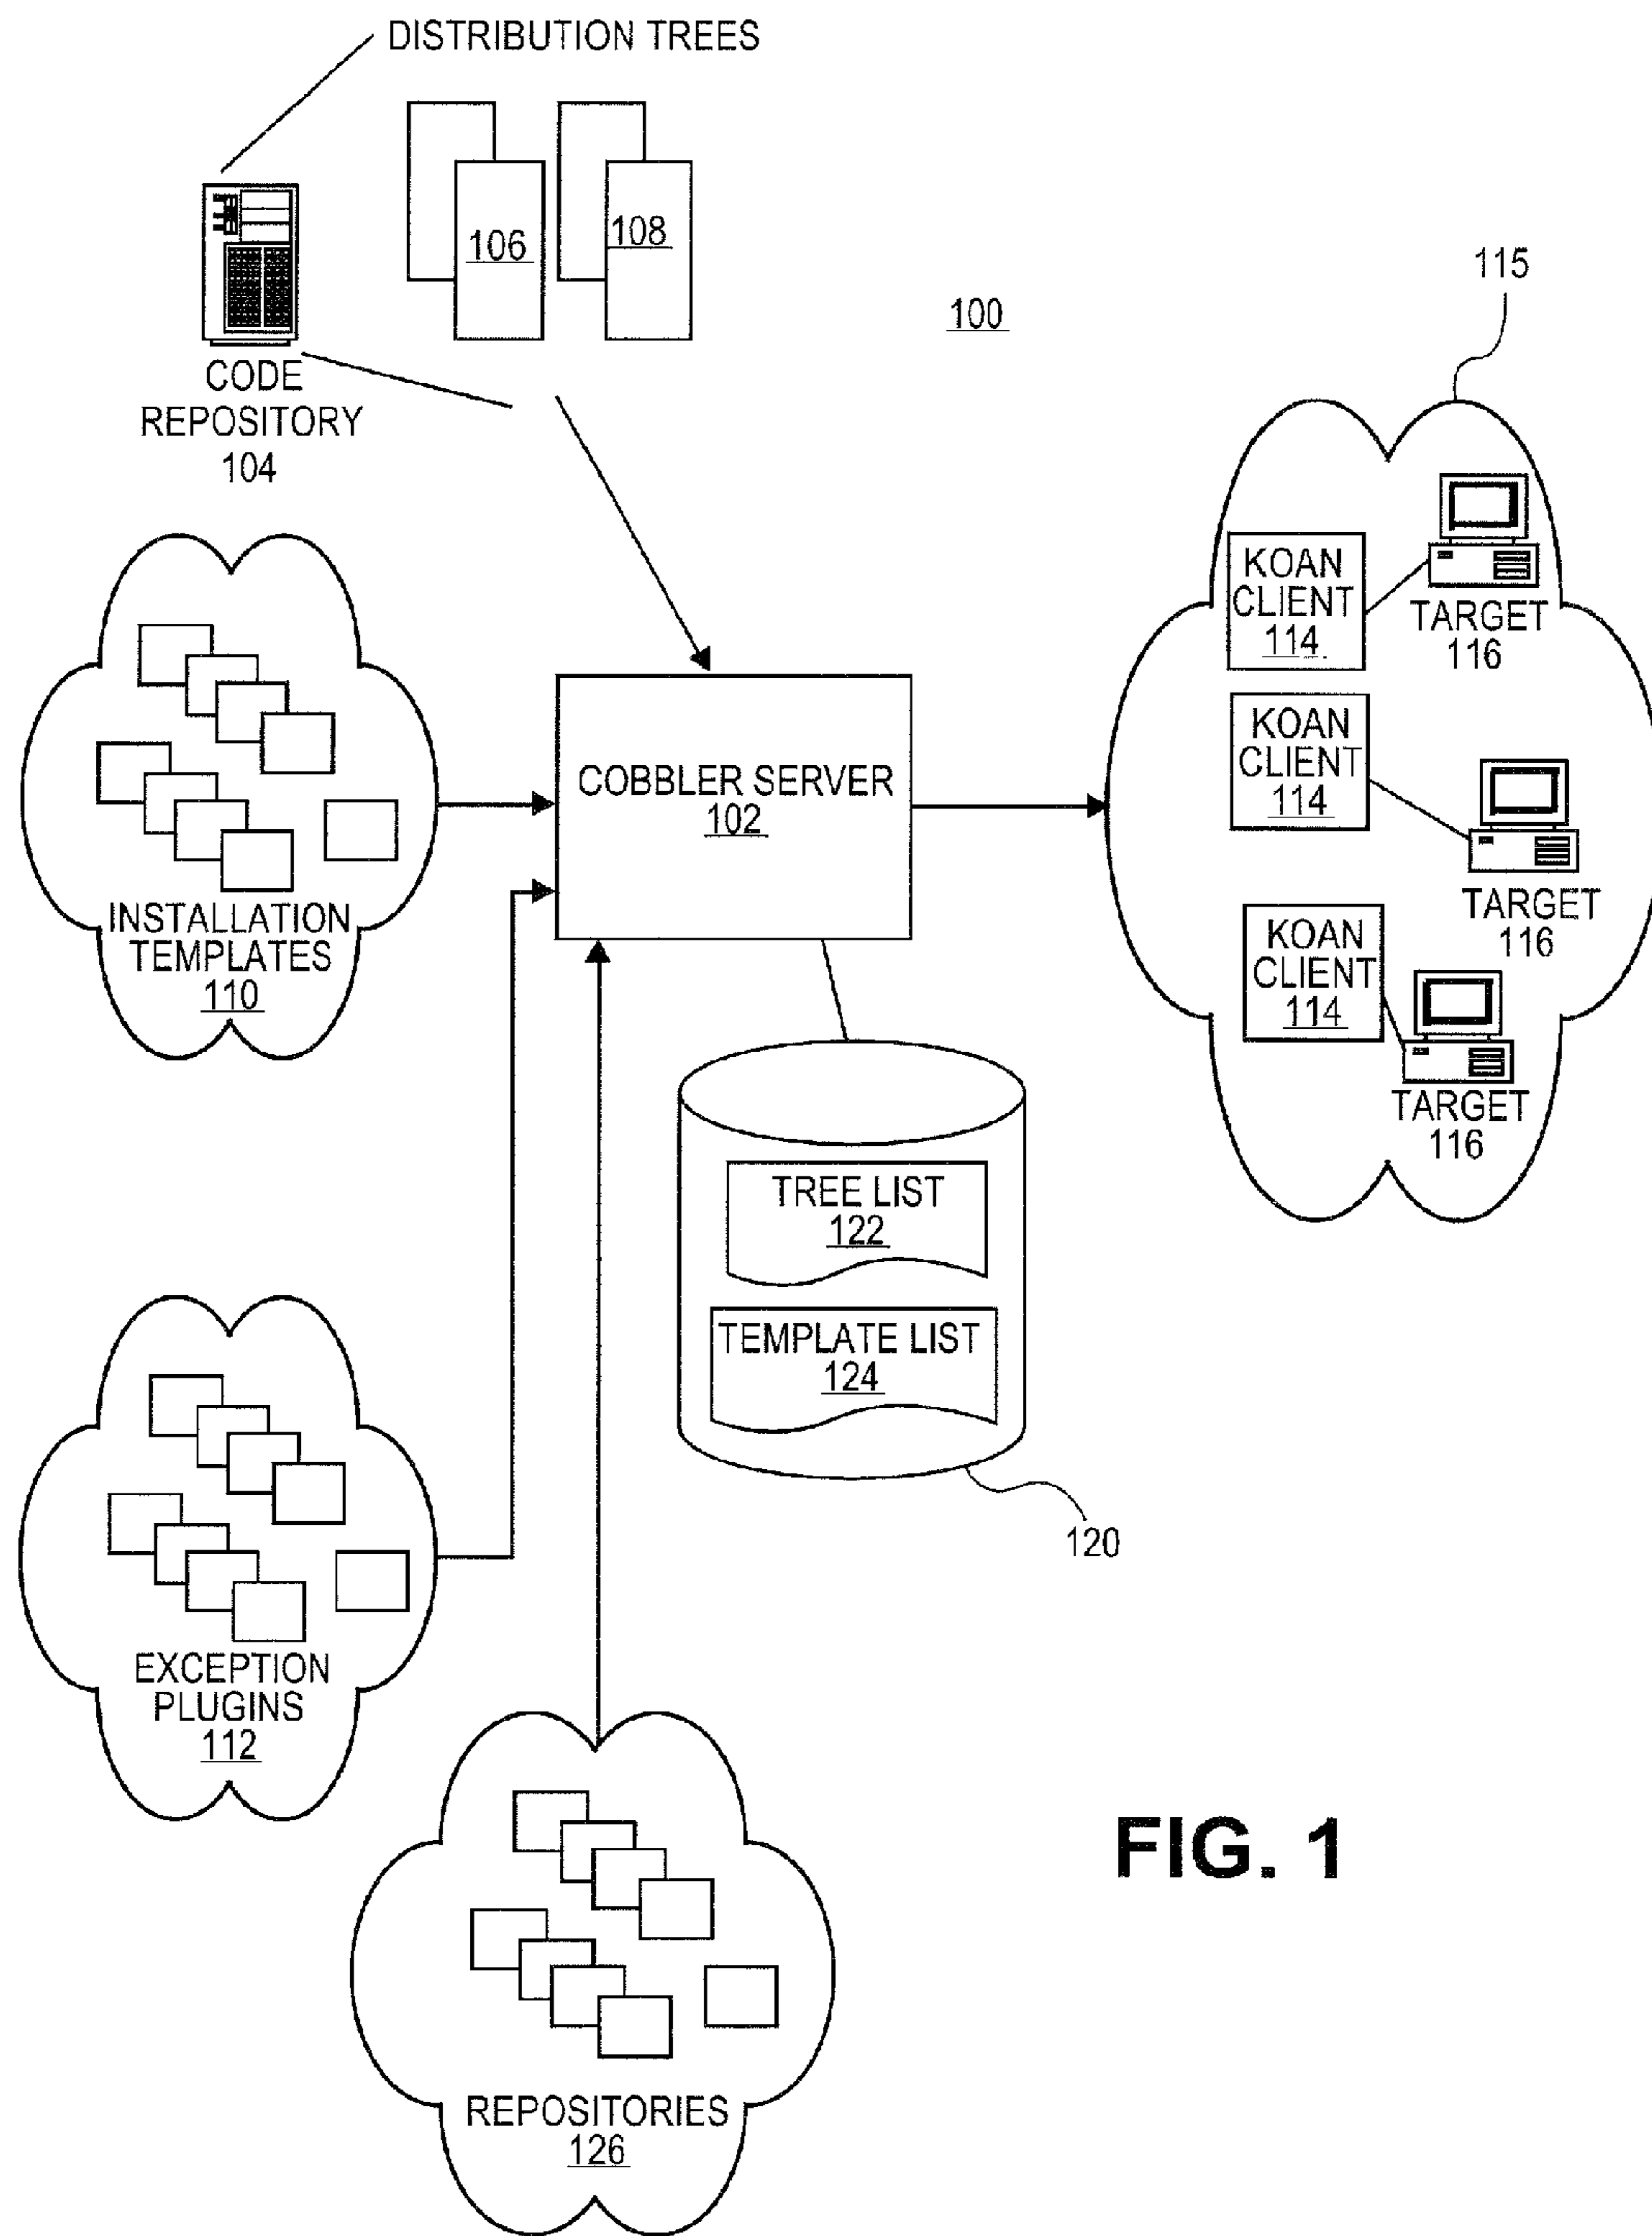 DISTRIBUTION TREES
106
108
CODE
REPOSITORY
104
100
115
KOAN
CLIENT
114
TARGET
116
KOAN
CLIENT
114
TARGET
116
KOAN
CLIENT
114
TARGET
116
INSTALLATION
TEMPLATES
110
COBBLER SERVER
102
TREE LIST
122
TEMPLATE LIST
124
120
EXCEPTION
PLUGINS
112
REPOSITORIES
126
FIG. 1